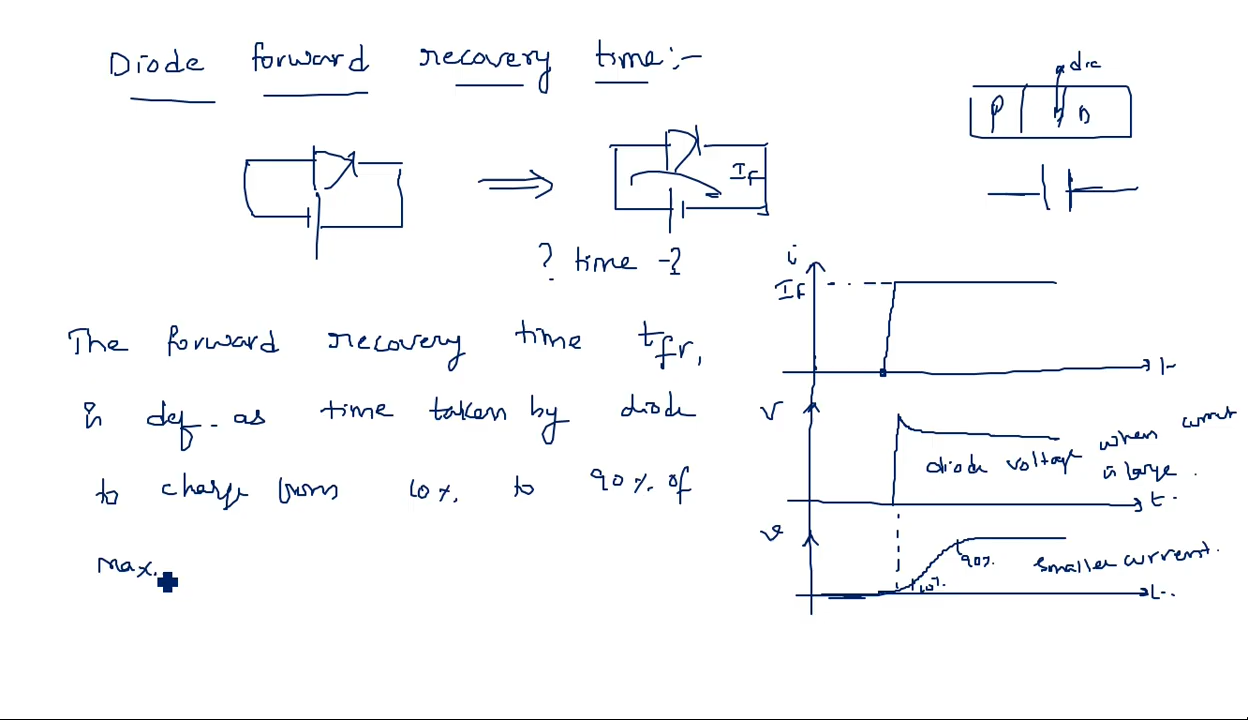 Diode forward recovery time:-
P n
IF
? time -?
i
IF
t
The forward recovery time tfr,
is def. as time taken by diode
to charge from 10%. to 90%. of
max.
V
diode voltage when current
is large.
t.
v
10%. 90%. smaller current.
t.